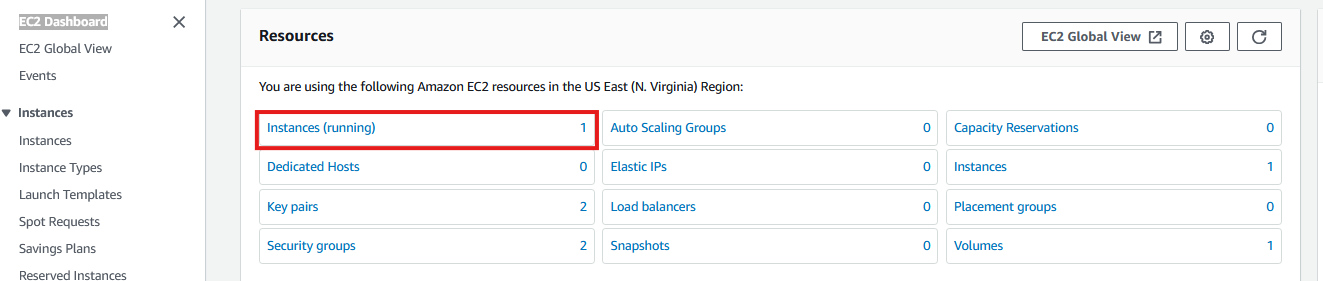 EC2 Dashboard
EC2 Global View
Events
Instances
Instances
Instance Types
Launch Templates
Spot Requests
Savings Plans
Reserved Instances
Resources
EC2 Global View
You are using the following Amazon EC2 resources in the US East (N. Virginia) Region:
Instances (running) 1 Auto Scaling Groups 0 Capacity Reservations 0
Dedicated Hosts 0 Elastic IPs 0 Instances 1
Key pairs 2 Load balancers 0 Placement groups 0
Security groups 2 Snapshots 0 Volumes 1